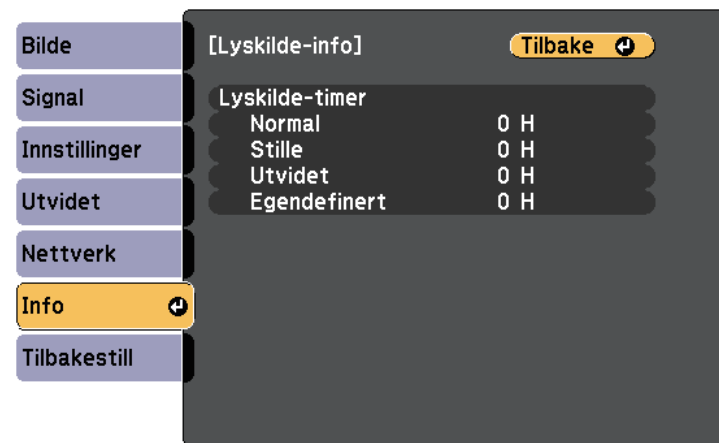 Bilde
Signal
Innstillinger
Utvidet
Nettverk
Info
Tilbakestill
[Lyskilde-info] Tilbake
Lyskilde-timer
Normal 0 H
Stille 0 H
Utvidet 0 H
Egendefinert 0 H